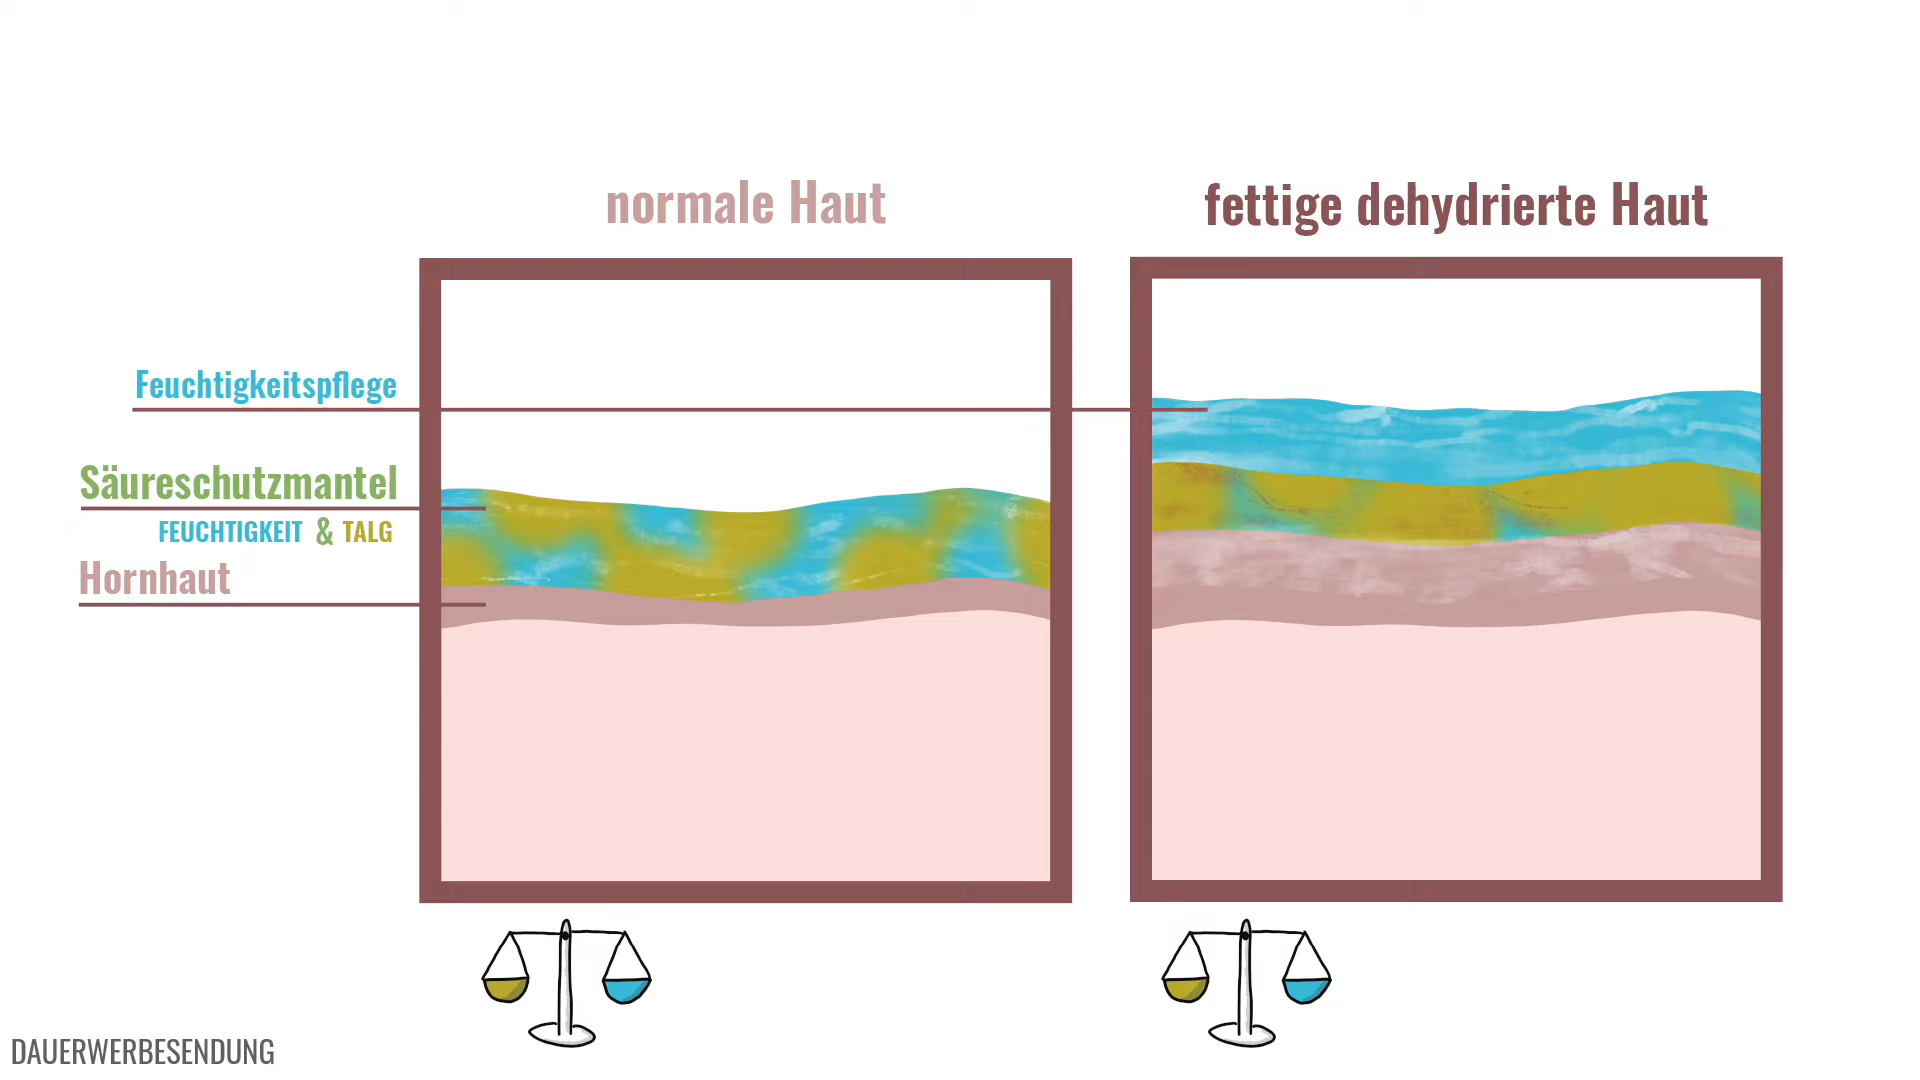 normale Haut
fettige dehydrierte Haut
Feuchtigkeitspflege
Säureschutzmantel
FEUCHTIGKEIT & TALG
Hornhaut
DAUERWERBESENDUNG